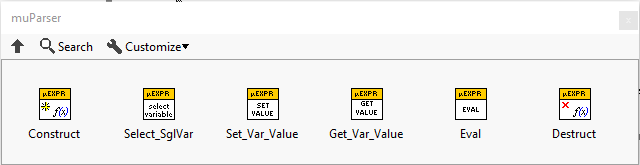 muParser
Search Customize
µEXPR µEXPR µEXPR µEXPR µEXPR µEXPR
f(x) select variable SET VALUE GET VALUE EVAL f(x)
Construct Select_SglVar Set_Var_Value Get_Var_Value Eval Destruct